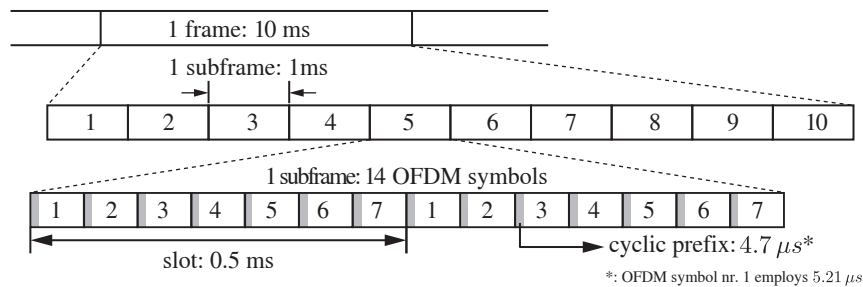 1 frame: 10 ms
1 subframe: 1ms
1 2 3 4 5 6 7 8 9 10
1 subframe: 14 OFDM symbols
1 2 3 4 5 6 7 1 2 3 4 5 6 7
slot: 0.5 ms
cyclic prefix: 4.7 μs*
*: OFDM symbol nr. 1 employs 5.21 μs